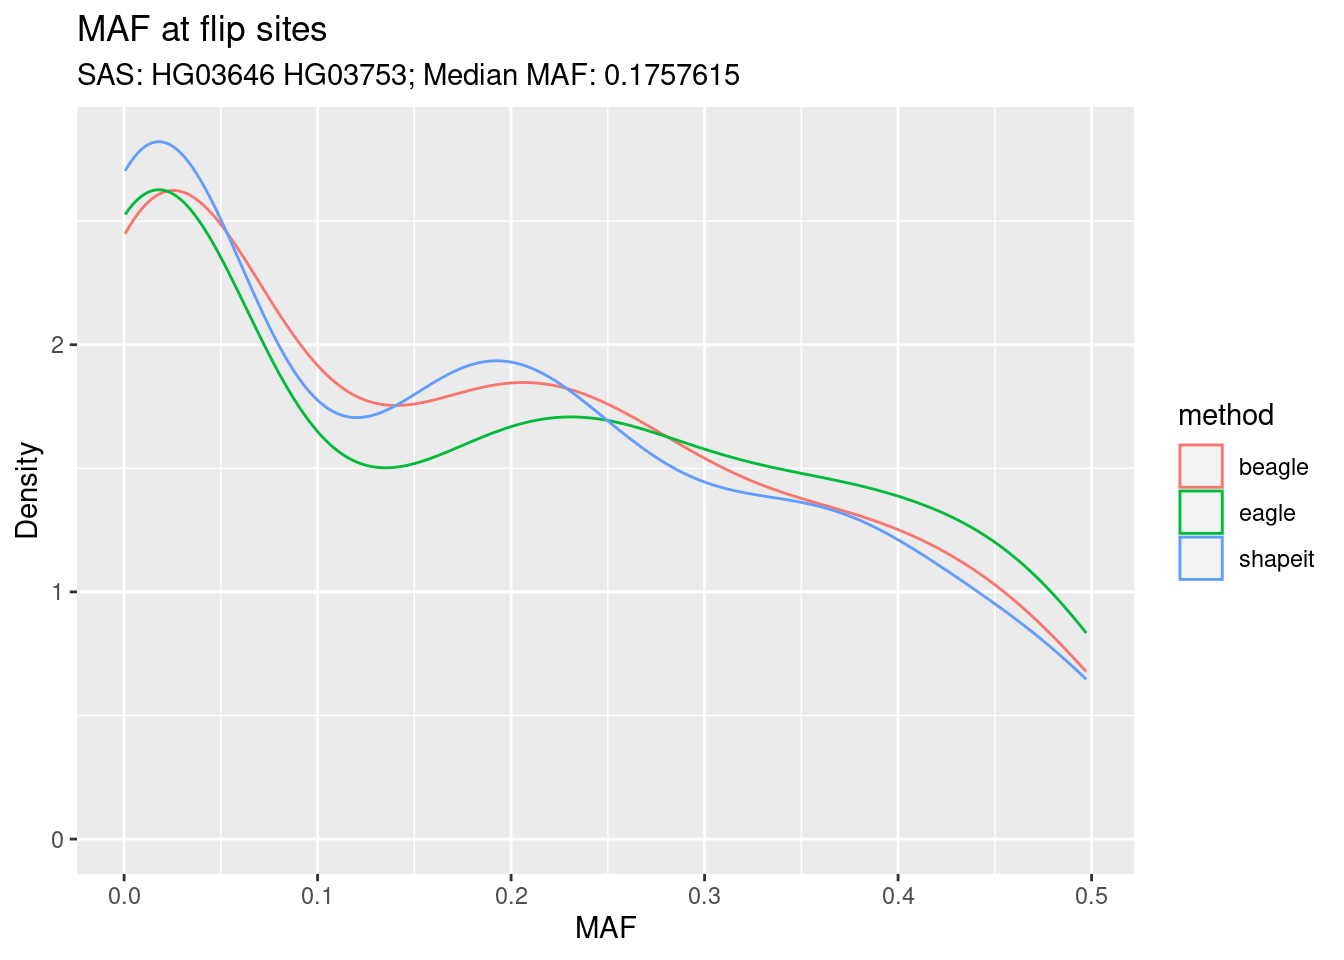 MAF at flip sites
SAS: HG03646 HG03753; Median MAF: 0.1757615
Density
2
1
0
0.0
0.1
0.2
0.3
0.4
0.5
MAF
method
beagle
eagle
shapeit